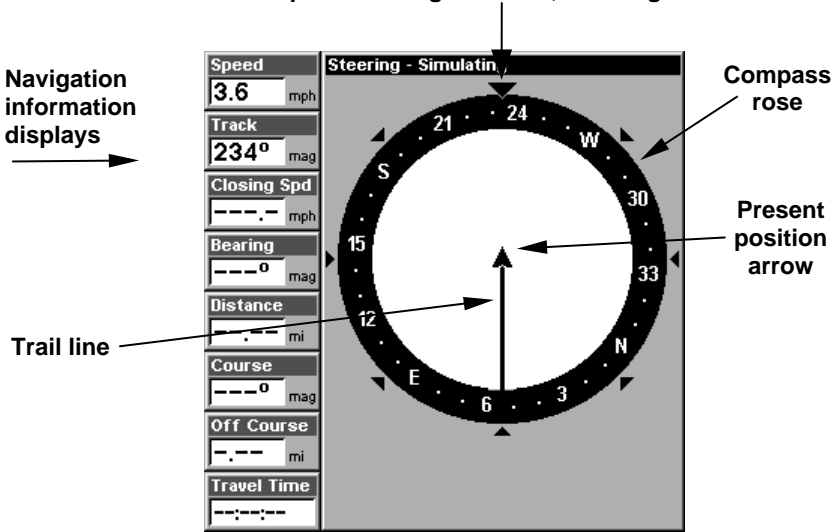 Navigation
information
displays
Speed
3.6 mph
Track
234º mag
Closing Spd
---.- mph
Bearing
---º mag
Distance
--.-- mi
Course
---º mag
Off Course
-.-- mi
Travel Time
--:--:--
Steering - Simulating
21
24
W
30
33
N
3
6
E
12
15
S
Compass
rose
Present
position
arrow
Trail line